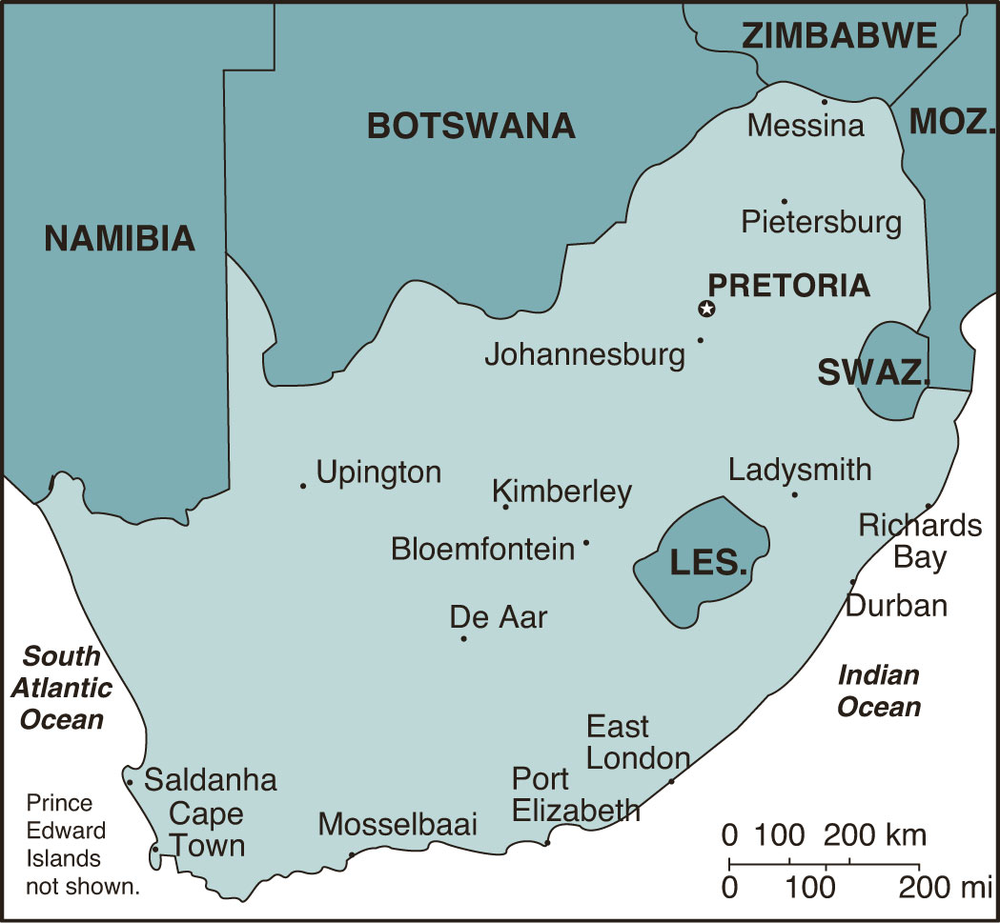 ZIMBABWE
BOTSWANA
MOZ.
Messina
NAMIBIA
Pietersburg
PRETORIA
Johannesburg
SWAZ.
Upington
Ladysmith
Kimberley
Richards
Bay
Bloemfontein
LES.
Durban
De Aar
South
Atlantic
Ocean
Indian
Ocean
East
London
Port
Elizabeth
Saldanha
Cape
Town
Mosselbaai
Prince
Edward
Islands
not shown.
0 100 200 km
0 100 200 mi